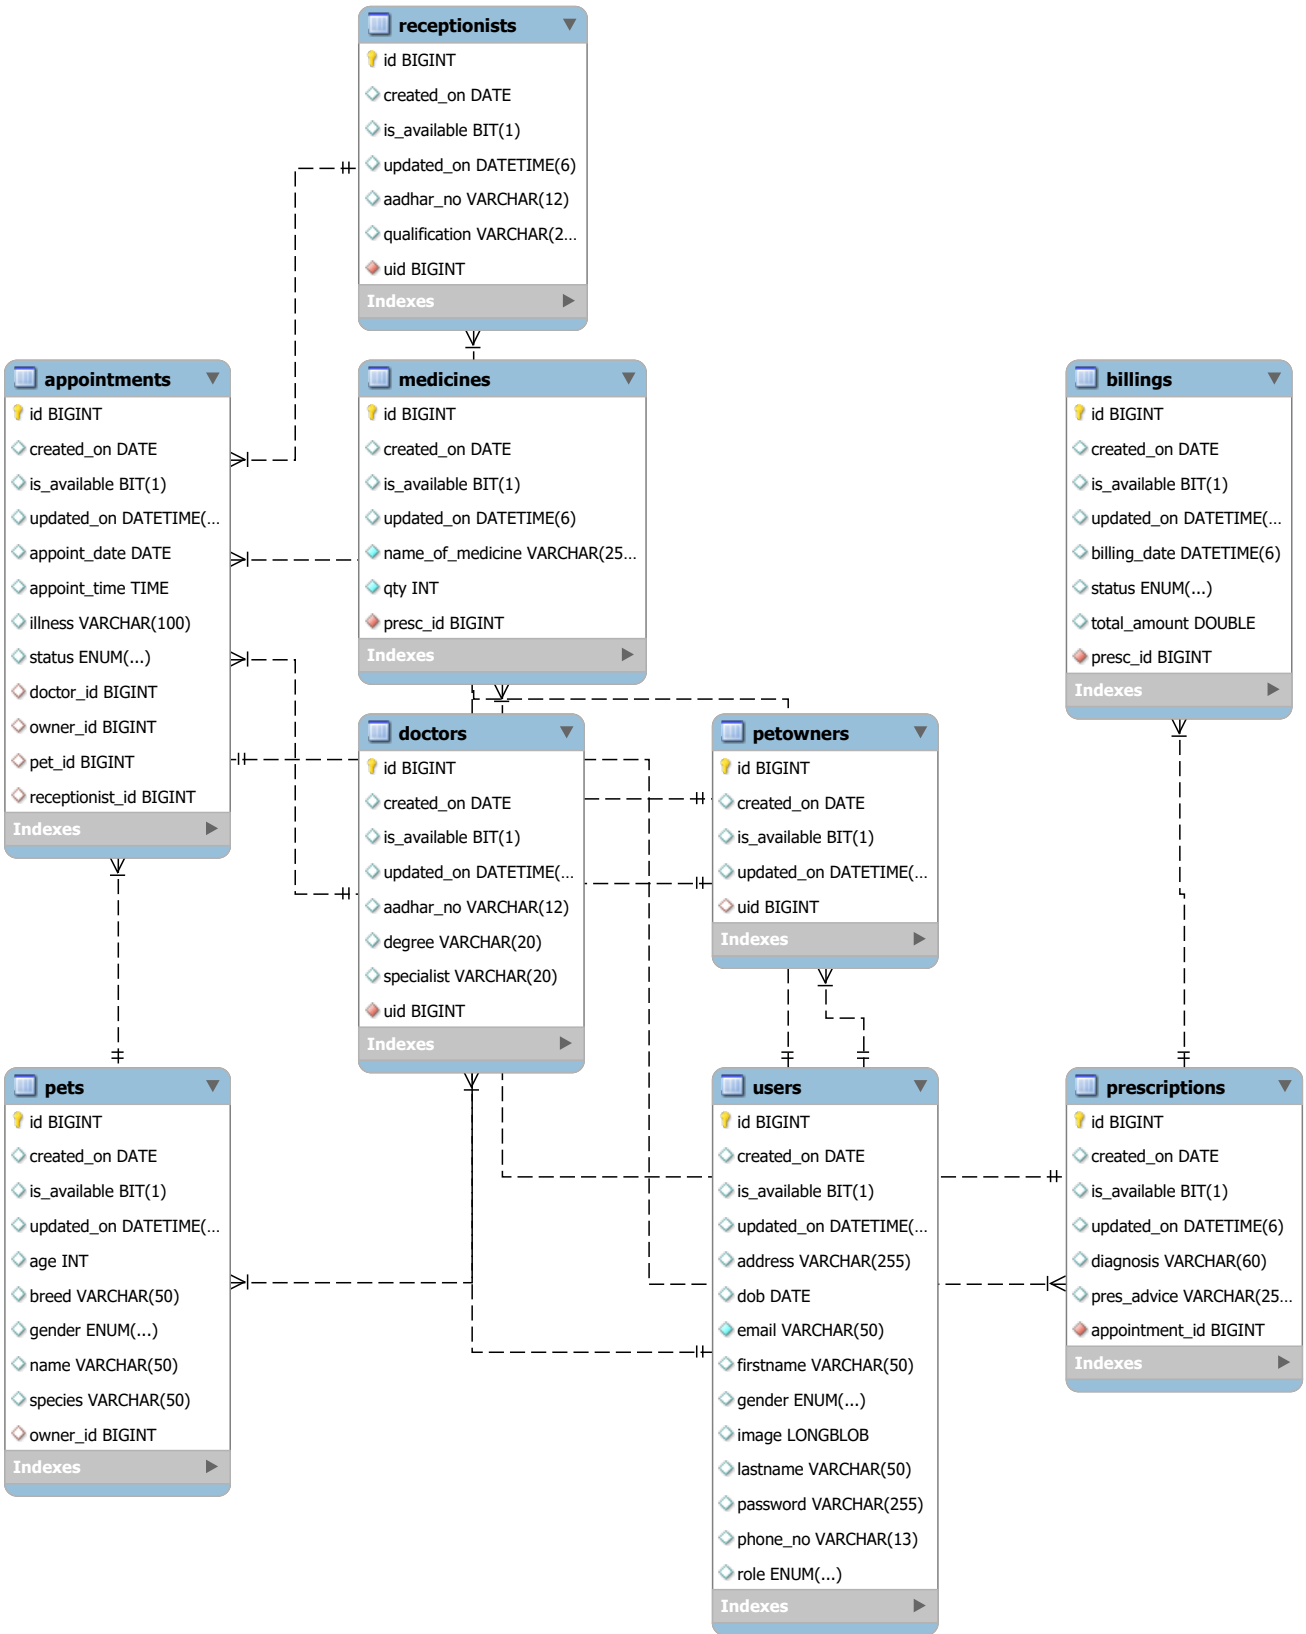 receptionists
id BIGINT
created_on DATE
is_available BIT(1)
updated_on DATETIME(6)
aadhar_no VARCHAR(12)
qualification VARCHAR(2...
uid BIGINT
Indexes
appointments
id BIGINT
created_on DATE
is_available BIT(1)
updated_on DATETIME(...
appoint_date DATE
appoint_time TIME
illness VARCHAR(100)
status ENUM(...)
doctor_id BIGINT
owner_id BIGINT
pet_id BIGINT
receptionist_id BIGINT
Indexes
medicines
id BIGINT
created_on DATE
is_available BIT(1)
updated_on DATETIME(6)
name_of_medicine VARCHAR(25...
qty INT
presc_id BIGINT
Indexes
billings
id BIGINT
created_on DATE
is_available BIT(1)
updated_on DATETIME(...
billing_date DATETIME(6)
status ENUM(...)
total_amount DOUBLE
presc_id BIGINT
Indexes
doctors
id BIGINT
created_on DATE
is_available BIT(1)
updated_on DATETIME(...
aadhar_no VARCHAR(12)
degree VARCHAR(20)
specialist VARCHAR(20)
uid BIGINT
Indexes
petowners
id BIGINT
created_on DATE
is_available BIT(1)
updated_on DATETIME(...
uid BIGINT
Indexes
pets
id BIGINT
created_on DATE
is_available BIT(1)
updated_on DATETIME(...
age INT
breed VARCHAR(50)
gender ENUM(...)
name VARCHAR(50)
species VARCHAR(50)
owner_id BIGINT
Indexes
users
id BIGINT
created_on DATE
is_available BIT(1)
updated_on DATETIME(...
address VARCHAR(255)
dob DATE
email VARCHAR(50)
firstname VARCHAR(50)
gender ENUM(...)
image LONGBLOB
lastname VARCHAR(50)
password VARCHAR(255)
phone_no VARCHAR(13)
role ENUM(...)
Indexes
prescriptions
id BIGINT
created_on DATE
is_available BIT(1)
updated_on DATETIME(6)
diagnosis VARCHAR(60)
pres_advice VARCHAR(25...
appointment_id BIGINT
Indexes